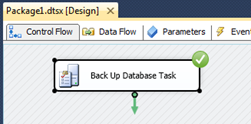 Package1.dtsx [Design]
Control Flow Data Flow Parameters
Back Up Database Task